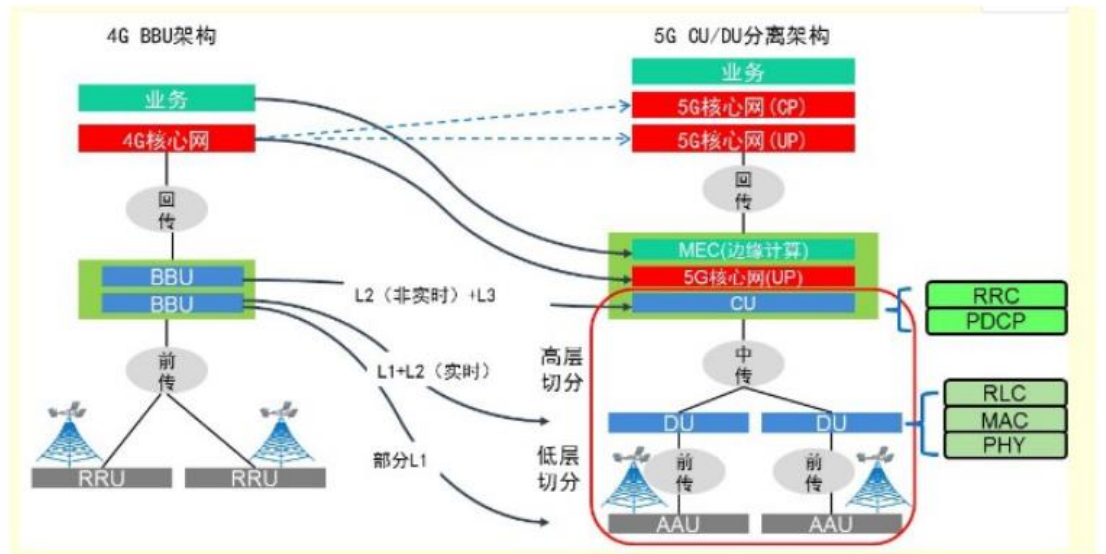 4G BBU架构
业务
4G核心网
回传
BBU
BBU
前传
RRU
RRU
L2（非实时）+L3
L1+L2（实时）
部分L1
5G CU/DU分离架构
业务
5G核心网(CP)
5G核心网(UP)
回传
MEC(边缘计算)
5G核心网(UP)
CU
高层切分
中传
DU
DU
低层切分
前传
前传
AAU
AAU
RRC
PDCP
RLC
MAC
PHY